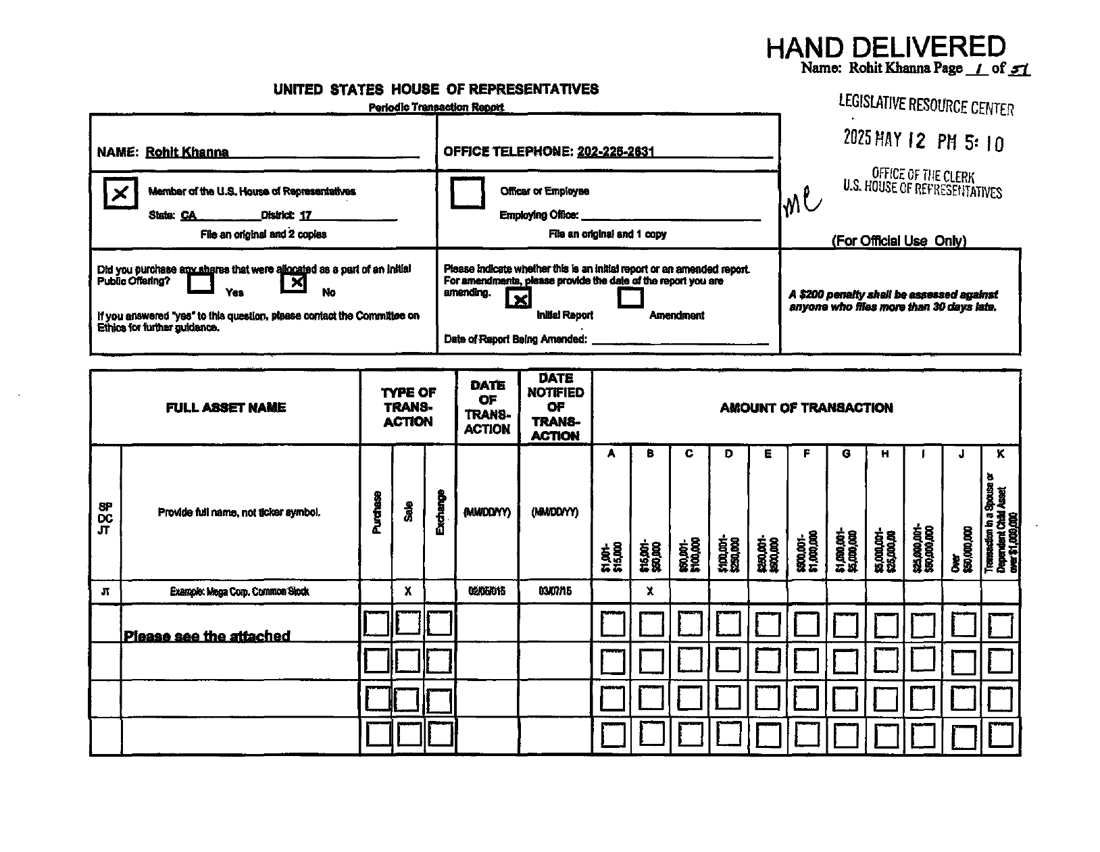 HAND DELIVERED
Name: Rohit Khanna Page 1 of 51
UNITED STATES HOUSE OF REPRESENTATIVES
Periodic Transaction Report
LEGISLATIVE RESOURCE CENTER
2025 MAY 12 PM 5:10
OFFICE OF THE CLERK
U.S. HOUSE OF REPRESENTATIVES
mc
(For Official Use Only)
NAME: Rohit Khanna
OFFICE TELEPHONE: 202-225-2631
X
Member of the U.S. House of Representatives
State: CA District: 17
File an original and 2 copies
Officer or Employee
Employing Office:
File an original and 1 copy
Did you purchase any shares that were allocated as a part of an Initial
Public Offering?
Yes
X
No
If you answered "yes" to this question, please contact the Committee on
Ethics for further guidance.
Please indicate whether this is an initial report or an amended report.
For amendments, please provide the date of the report you are
amending.
X
Initial Report
Amendment
Date of Report Being Amended:
A $200 penalty shall be assessed against
anyone who files more than 30 days late.
FULL ASSET NAME
TYPE OF
TRANS-
ACTION
DATE
OF
TRANS-
ACTION
DATE
NOTIFIED
OF
TRANS-
ACTION
AMOUNT OF TRANSACTION
SP
DC
JT
Provide full name, not ticker symbol.
Purchase
Sale
Exchange
(MM/DD/YY)
(MM/DD/YY)
A
$1,001-
$15,000
B
$15,001-
$50,000
C
$50,001-
$100,000
D
$100,001-
$250,000
E
$250,001-
$500,000
F
$500,001-
$1,000,000
G
$1,000,001-
$5,000,000
H
$5,000,001-
$25,000,00
I
$25,000,001-
$50,000,000
J
Over
$50,000,000
K
Transaction in a Spouse or
Dependent Child Asset
over $1,000,000
JT
Example: Mega Corp. Common Stock
X
02/05/015
03/07/15
X
Please see the attached